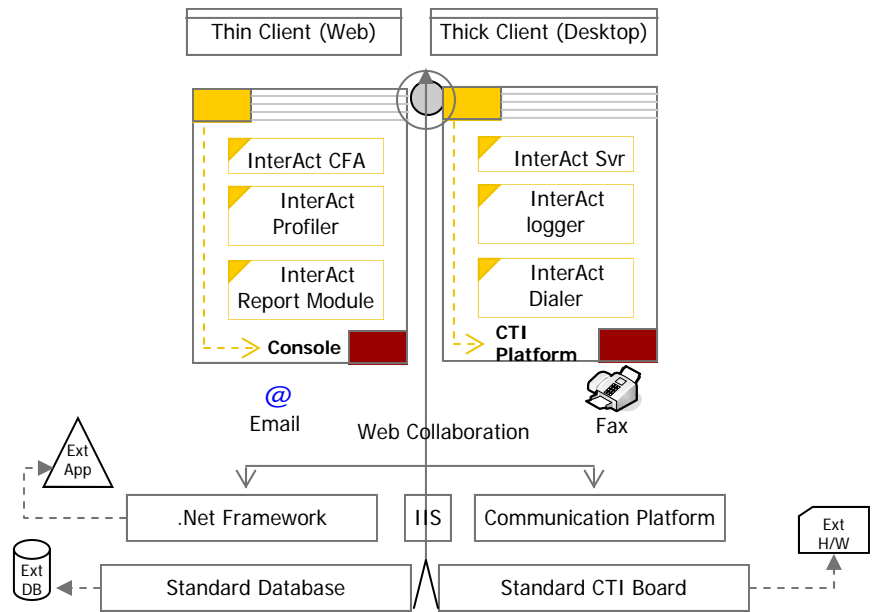 Thin Client (Web)
Thick Client (Desktop)
InterAct CFA
InterAct
Profiler
InterAct
Report Module
Console
InterAct Svr
InterAct
logger
InterAct
Dialer
CTI
Platform
@
Email
Web Collaboration
Fax
Ext
App
.Net Framework
IIS
Communication Platform
Ext
H/W
Ext
DB
Standard Database
Standard CTI Board